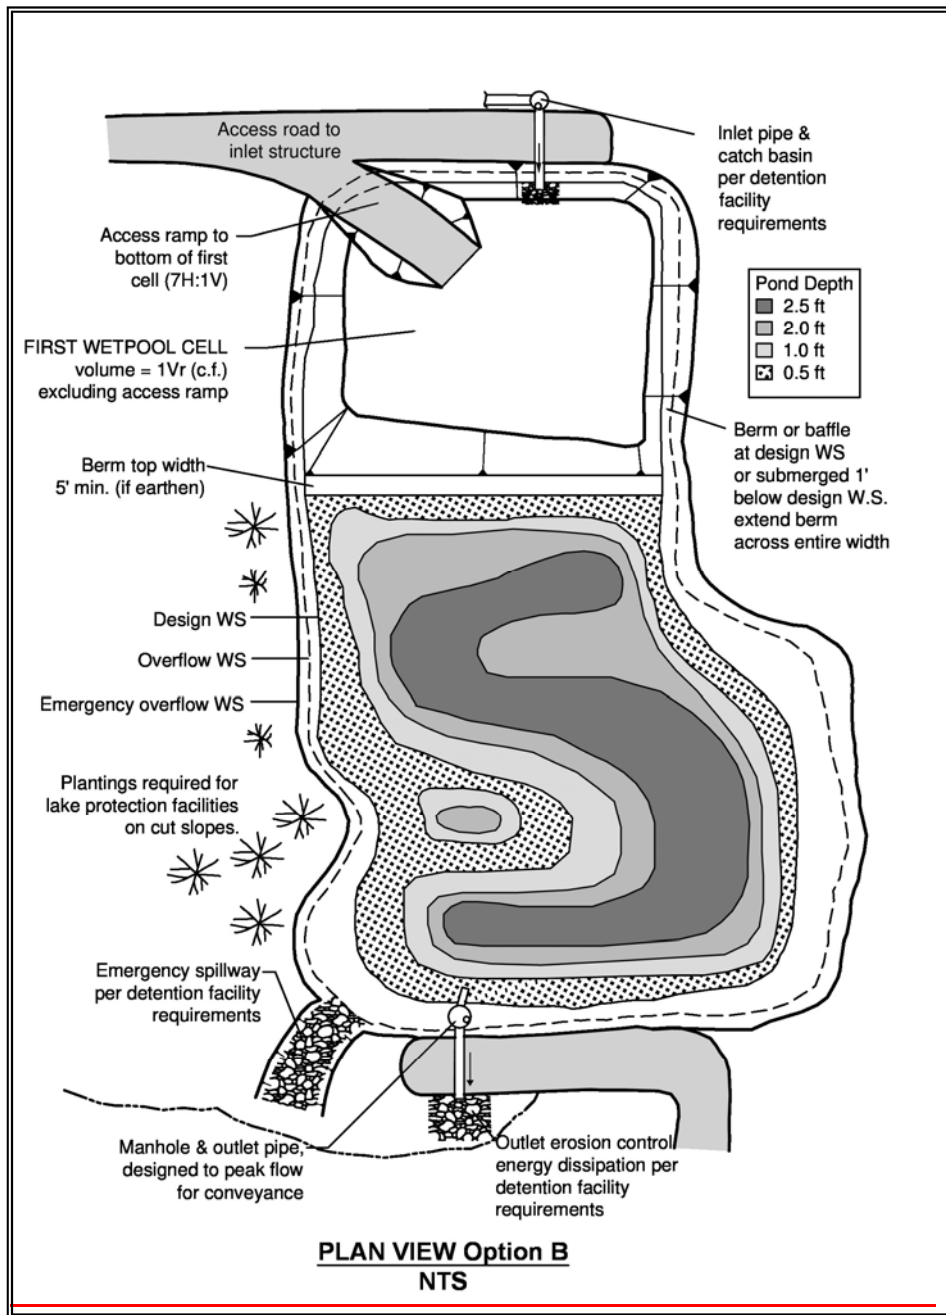 Access road to
inlet structure
Inlet pipe &
catch basin
per detention
facility
requirements
Access ramp to
bottom of first
cell (7H:1V)
Pond Depth
2.5 ft
2.0 ft
1.0 ft
0.5 ft
FIRST WETPOOL CELL
volume = 1Vr (c.f.)
excluding access ramp
Berm or baffle
at design WS
or submerged 1'
below design W.S.
extend berm
across entire width
Berm top width
5' min. (if earthen)
Design WS
Overflow WS
Emergency overflow WS
Plantings required for
lake protection facilities
on cut slopes.
Emergency spillway
per detention facility
requirements
Manhole & outlet pipe,
designed to peak flow
for conveyance
Outlet erosion control
energy dissipation per
detention facility
requirements
PLAN VIEW Option B
NTS